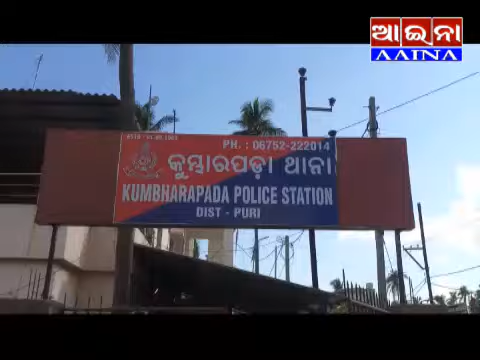 ଆଇନା
AAINA
PH. : 06752-222014
କୁମ୍ଭାରପଡ଼ା ଥାନା
KUMBHARAPADA POLICE STATION
DIST - PURI